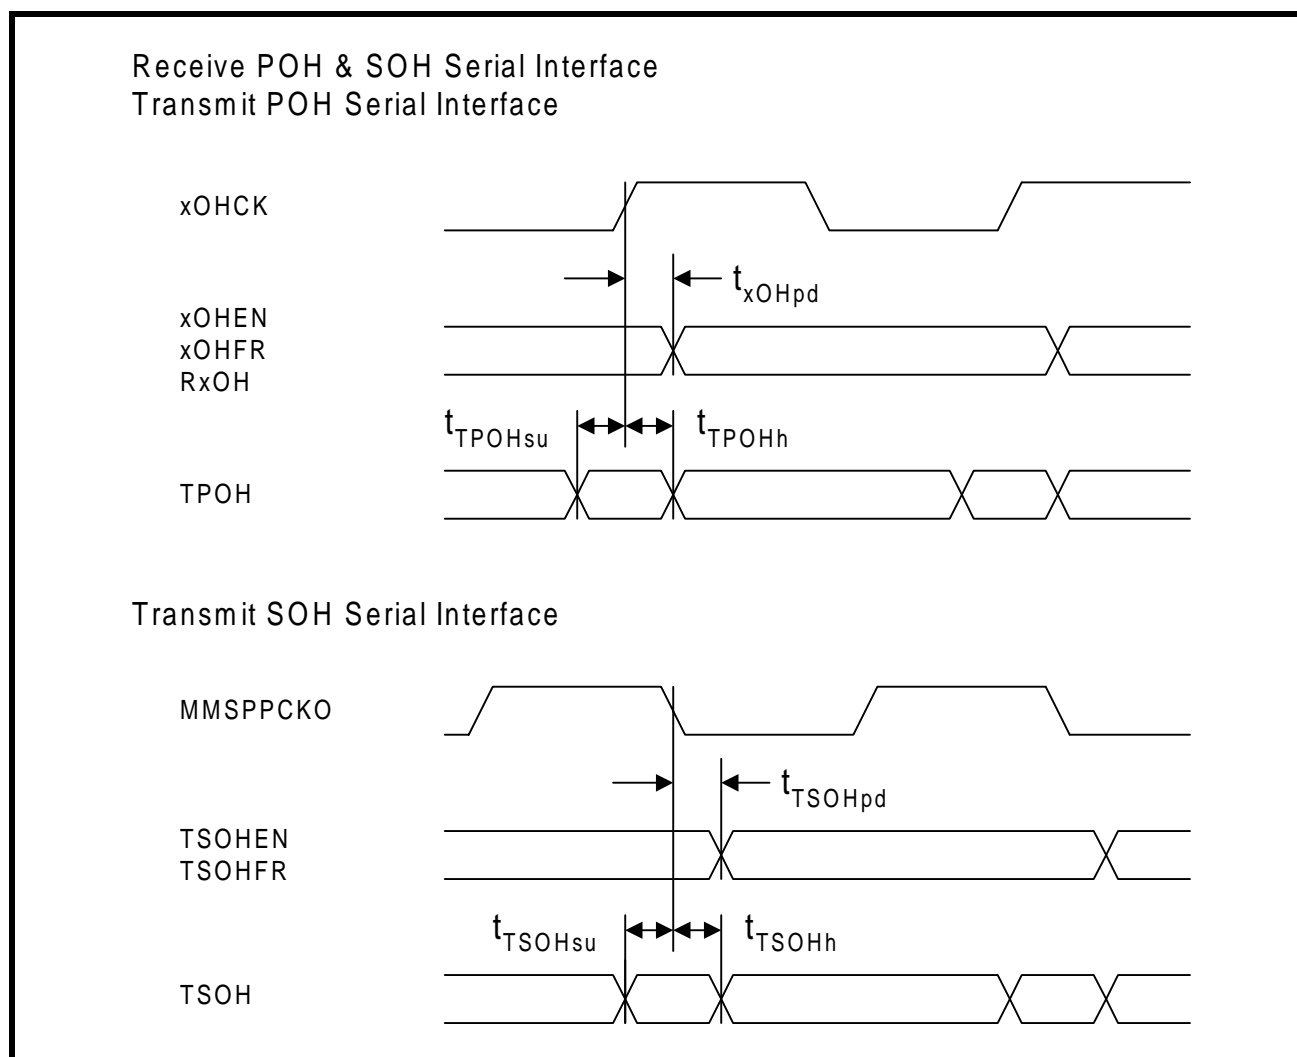 Receive POH & SOH Serial Interface
Transmit POH Serial Interface
xOHCK
txOHpd
xOHEN
xOHFR
RxOH
tTPOHsu
tTPOHh
TPOH
Transmit SOH Serial Interface
MMSPPCKO
tTSOHpd
TSOHEN
TSOHFR
tTSOHsu
tTSOHh
TSOH